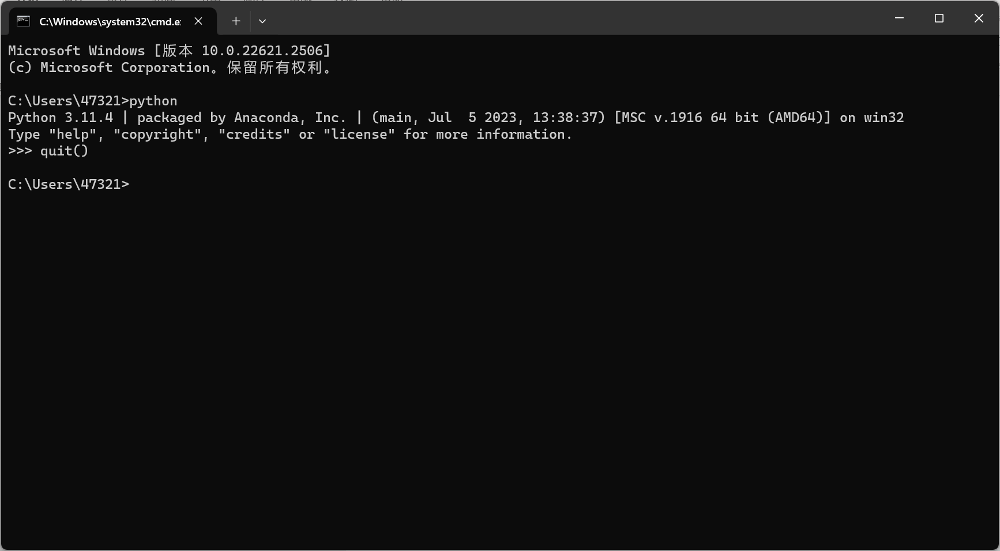 C:\Windows\system32\cmd.e
Microsoft Windows [版本 10.0.22621.2506]
(c) Microsoft Corporation。保留所有权利。
C:\Users\47321>python
Python 3.11.4 | packaged by Anaconda, Inc. | (main, Jul  5 2023, 13:38:37) [MSC v.1916 64 bit (AMD64)] on win32
Type "help", "copyright", "credits" or "license" for more information.
>>> quit()
C:\Users\47321>